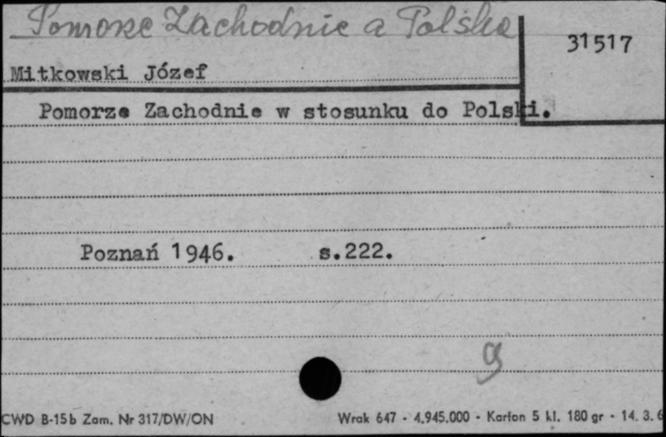 Pomorze Zachodnie a Polska
31517
Mitkowski Józef
Pomorze Zachodnie w stosunku do Polski.
Poznań 1946. s.222.
CWD B-15b Zam. Nr 317/DW/ON Wrak 647 - 4.945.000 - Karton 5 kl. 180 gr - 14. 3. 6